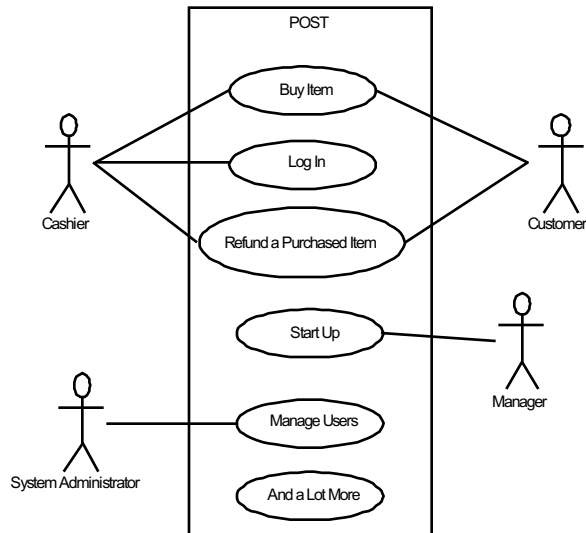 POST
Buy Item
Log In
Cashier
Customer
Refund a Purchased Item
Start Up
Manager
Manage Users
System Administrator
And a Lot More